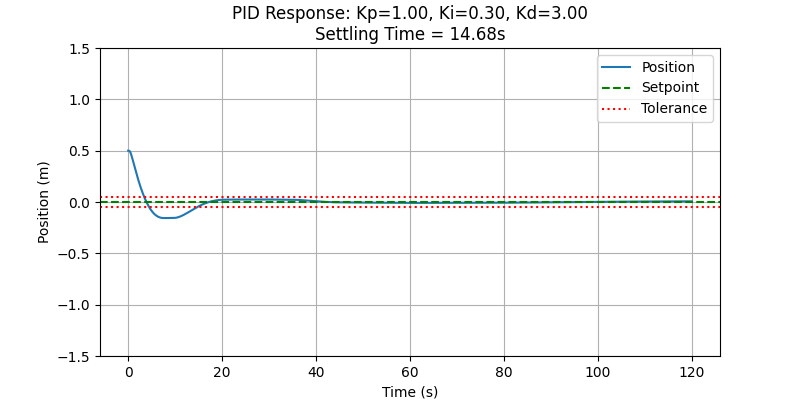 PID Response: Kp=1.00, Ki=0.30, Kd=3.00
Settling Time = 14.68s
Position
Setpoint
Tolerance
1.5
1.0
0.5
0.0
−0.5
−1.0
−1.5
Position (m)
0 20 40 60 80 100 120
Time (s)